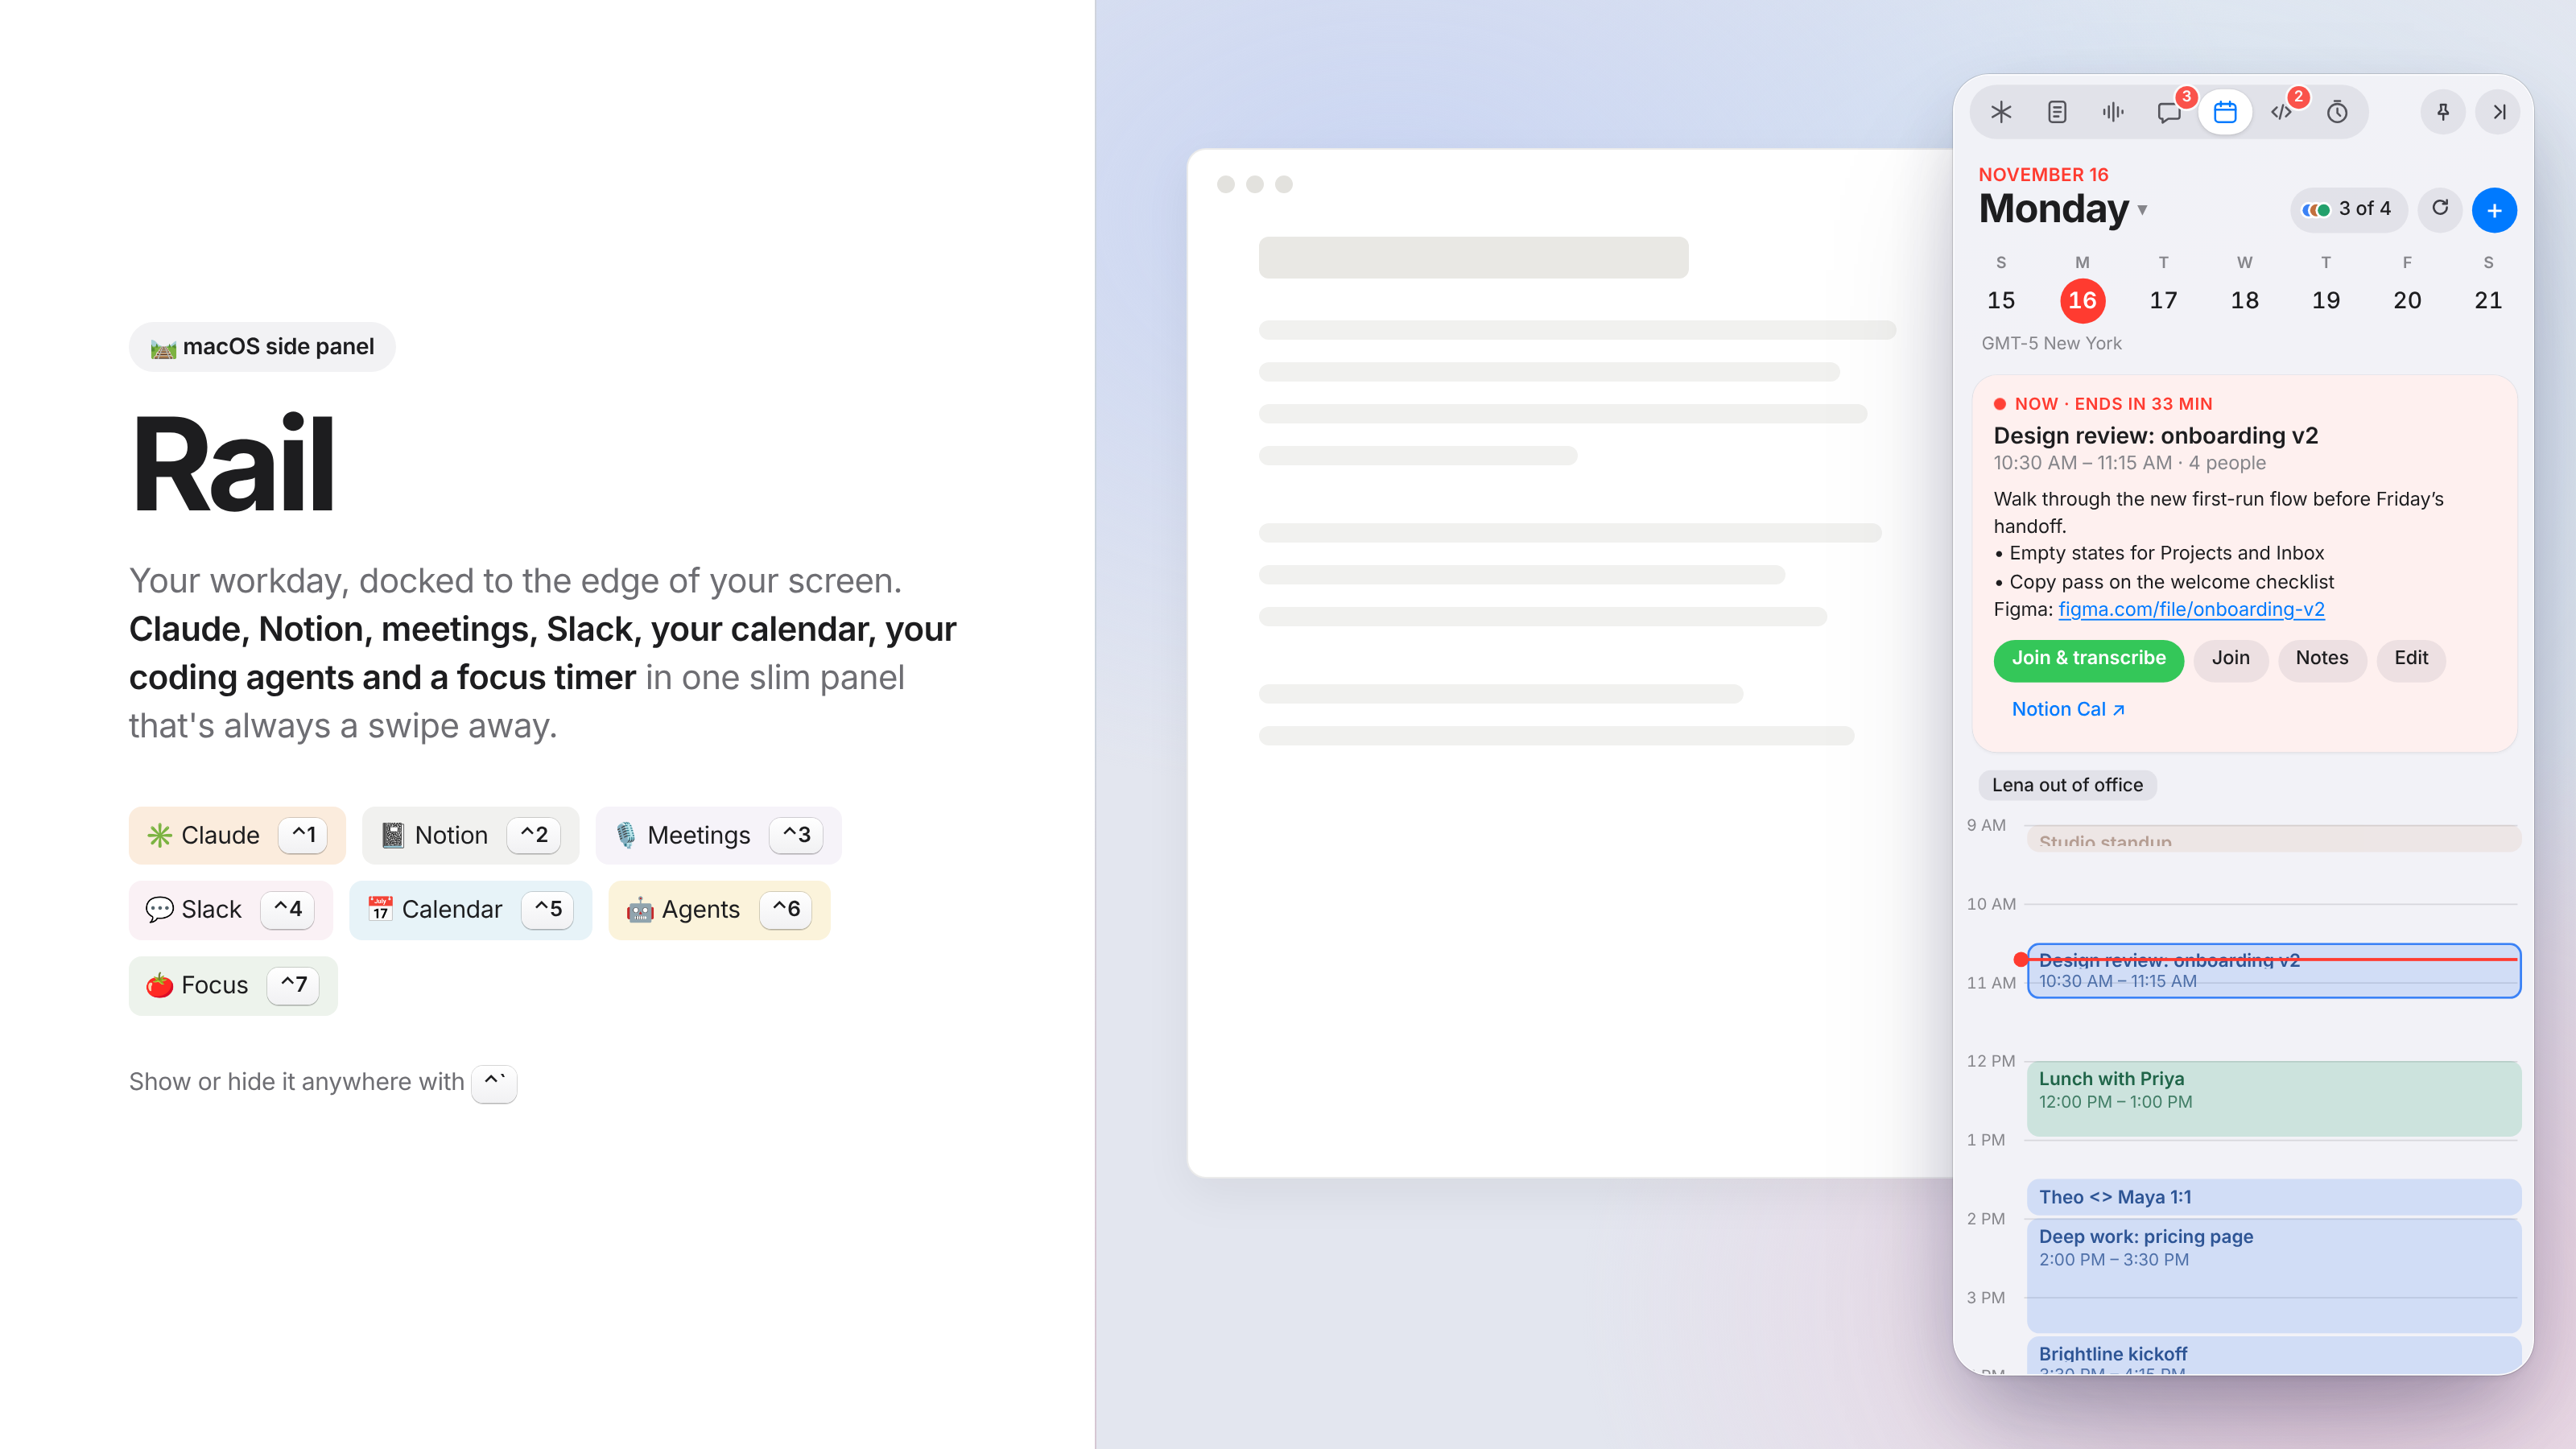 macOS side panel
Rail
Your workday, docked to the edge of your screen.
Claude, Notion, meetings, Slack, your calendar, your
coding agents and a focus timer in one slim panel
that's always a swipe away.
Claude ^1
Notion ^2
Meetings ^3
Slack ^4
Calendar ^5
Agents ^6
Focus ^7
Show or hide it anywhere with ^`
3
2
NOVEMBER 16
Monday ▾
3 of 4
+
S M T W T F S
15 16 17 18 19 20 21
GMT-5 New York
NOW · ENDS IN 33 MIN
Design review: onboarding v2
10:30 AM – 11:15 AM · 4 people
Walk through the new first-run flow before Friday’s
handoff.
• Empty states for Projects and Inbox
• Copy pass on the welcome checklist
Figma: figma.com/file/onboarding-v2
Join & transcribe
Join
Notes
Edit
Notion Cal ↗
Lena out of office
9 AM
Studio standup
10 AM
Design review: onboarding v2
10:30 AM – 11:15 AM
11 AM
12 PM
Lunch with Priya
12:00 PM – 1:00 PM
1 PM
Theo <> Maya 1:1
2 PM
Deep work: pricing page
2:00 PM – 3:30 PM
3 PM
Brightline kickoff
3:30 PM – 4:15 PM
PM